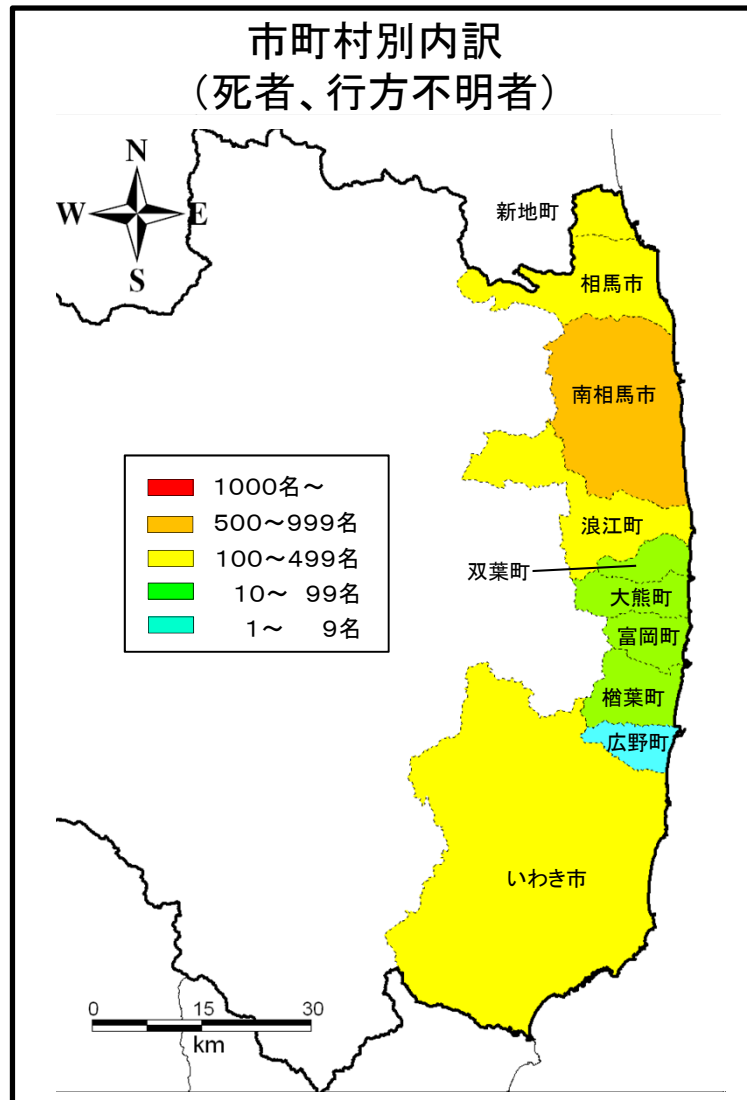 市町村別内訳
（死者、行方不明者）
N
W E
S
新地町
相馬市
南相馬市
1000名～
500～999名
100～499名
10～ 99名
1～ 9名
浪江町
双葉町
大熊町
富岡町
楢葉町
広野町
いわき市
0 15 30
km